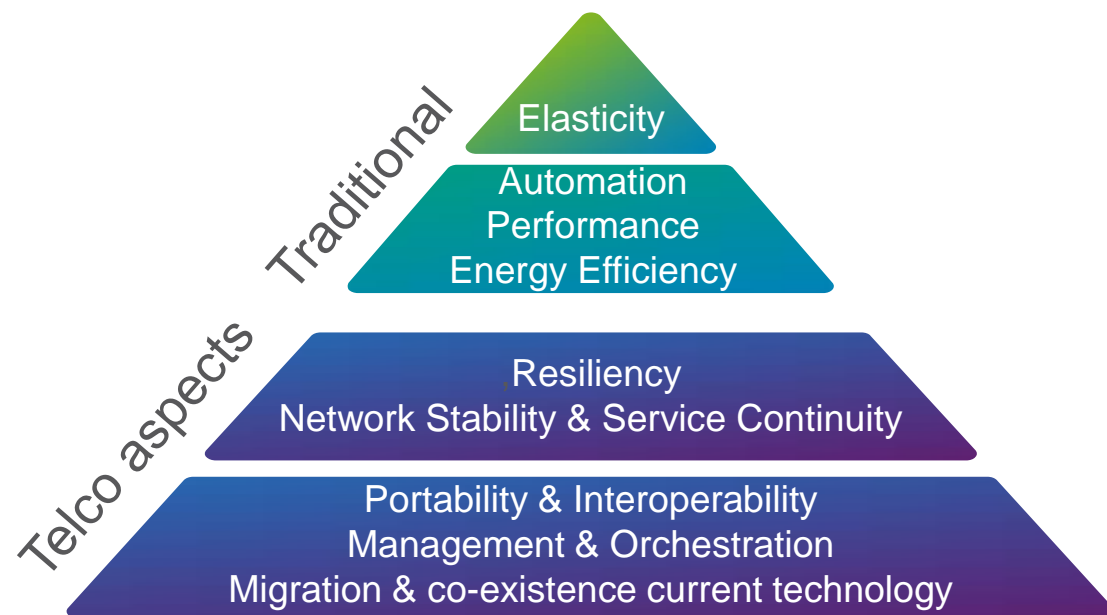 Traditional
Elasticity
Automation
Performance
Energy Efficiency
Telco aspects
Resiliency
Network Stability & Service Continuity
Portability & Interoperability
Management & Orchestration
Migration & co-existence current technology